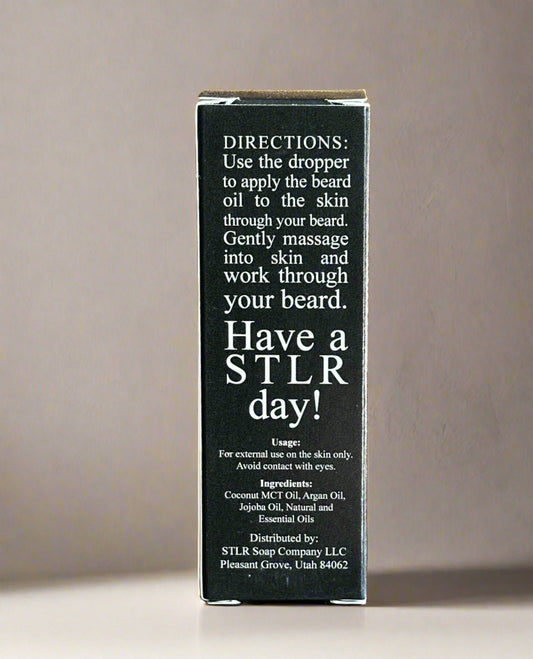 DIRECTIONS:
Use the dropper
to apply the beard
oil to the skin
through your beard.
Gently massage
into skin and
work through
your beard.
Have a
STLR
day!
Usage:
For external use on the skin only.
Avoid contact with eyes.
Ingredients:
Coconut MCT Oil, Argan Oil,
Jojoba Oil, Natural and
Essential Oils
Distributed by:
STLR Soap Company LLC
Pleasant Grove, Utah 84062